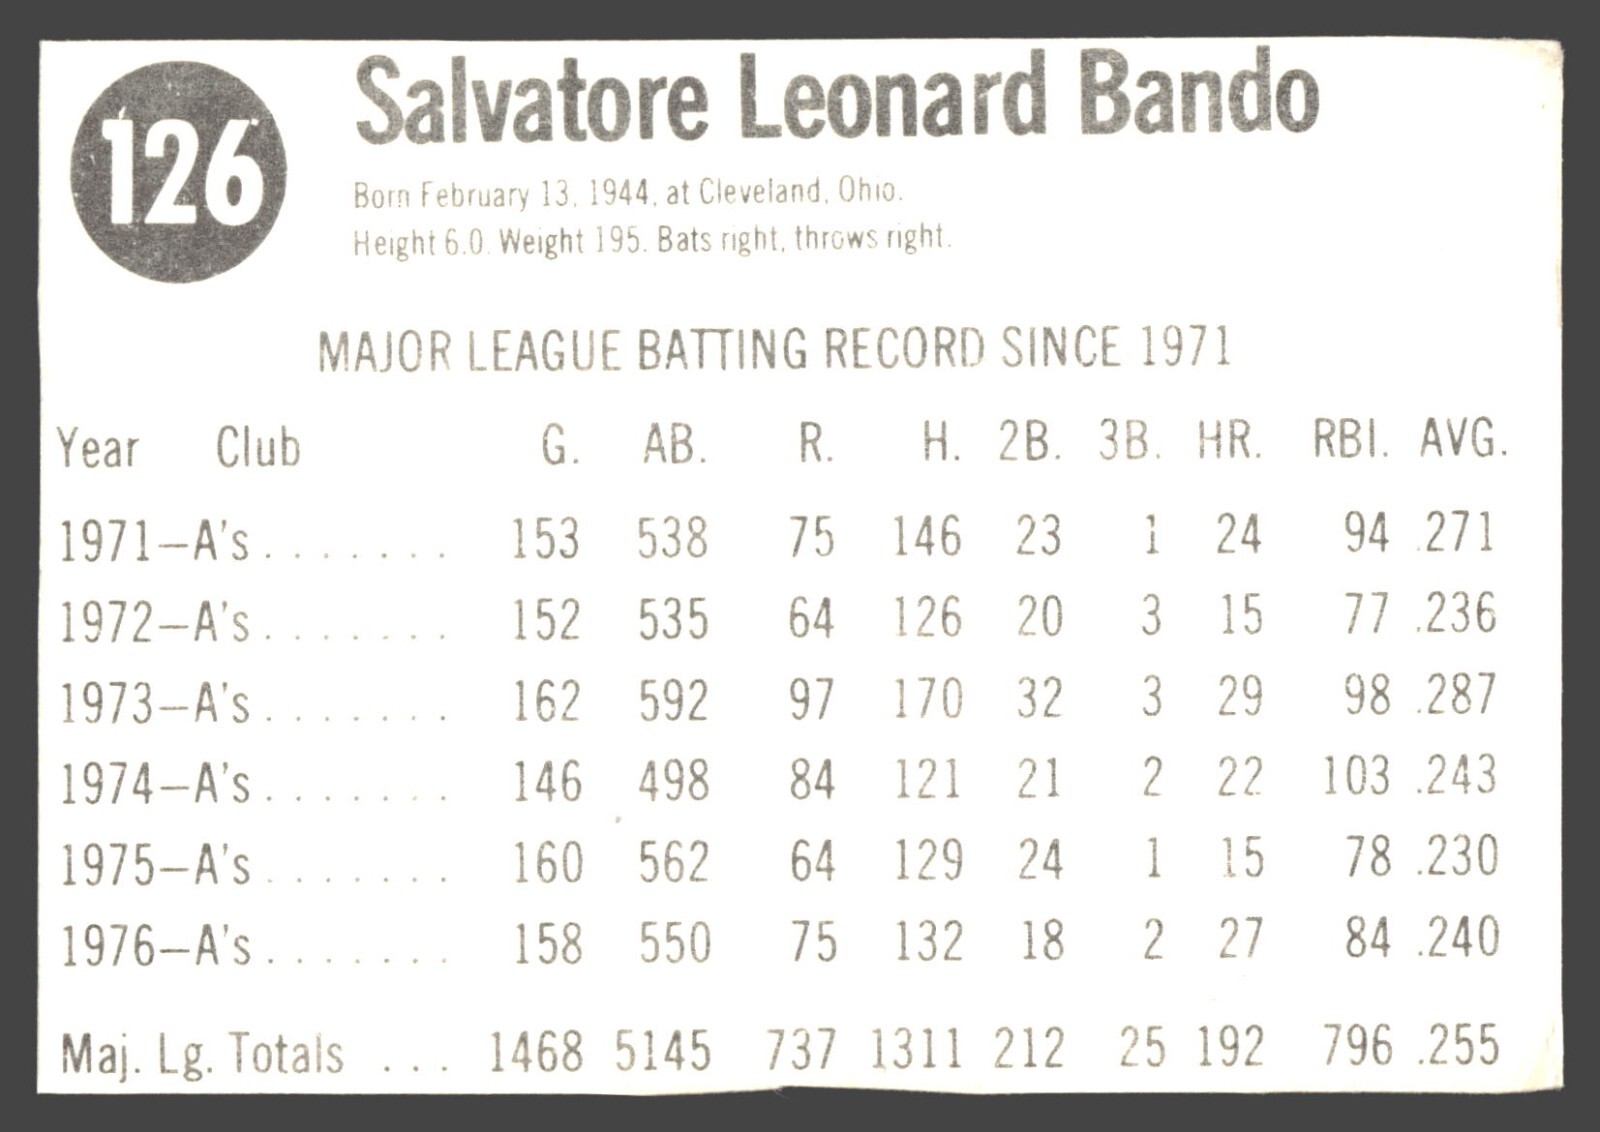 126
Salvatore Leonard Bando
Born February 13, 1944, at Cleveland, Ohio.
Height 6.0. Weight 195. Bats right, throws right.
MAJOR LEAGUE BATTING RECORD SINCE 1971
Year Club G. AB. R. H. 2B. 3B. HR. RBI. AVG.
1971—A's....... 153 538 75 146 23 1 24 94 .271
1972—A's....... 152 535 64 126 20 3 15 77 .236
1973—A's....... 162 592 97 170 32 3 29 98 .287
1974—A's....... 146 498 84 121 21 2 22 103 .243
1975—A's....... 160 562 64 129 24 1 15 78 .230
1976—A's....... 158 550 75 132 18 2 27 84 .240
Maj. Lg. Totals ... 1468 5145 737 1311 212 25 192 796 .255